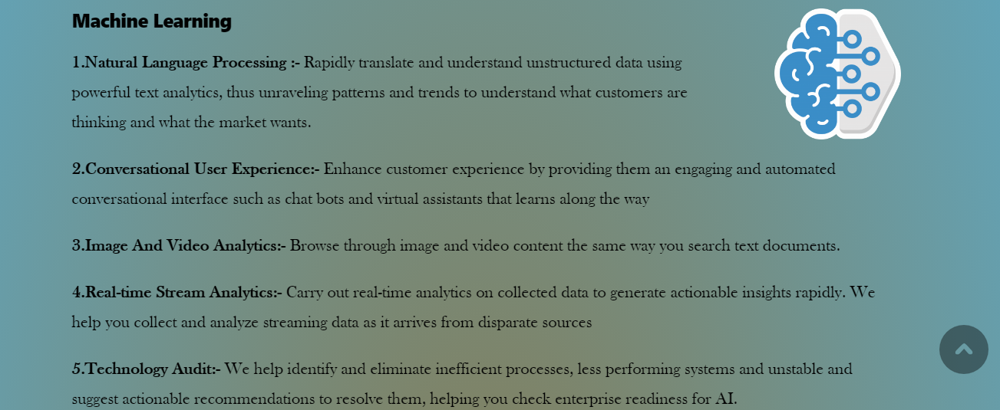 Machine Learning
1.Natural Language Processing :- Rapidly translate and understand unstructured data using
powerful text analytics, thus unraveling patterns and trends to understand what customers are
thinking and what the market wants.
2.Conversational User Experience:- Enhance customer experience by providing them an engaging and automated
conversational interface such as chat bots and virtual assistants that learns along the way
3.Image And Video Analytics:- Browse through image and video content the same way you search text documents.
4.Real-time Stream Analytics:- Carry out real-time analytics on collected data to generate actionable insights rapidly. We
help you collect and analyze streaming data as it arrives from disparate sources
5.Technology Audit:- We help identify and eliminate inefficient processes, less performing systems and unstable and
suggest actionable recommendations to resolve them, helping you check enterprise readiness for AI.